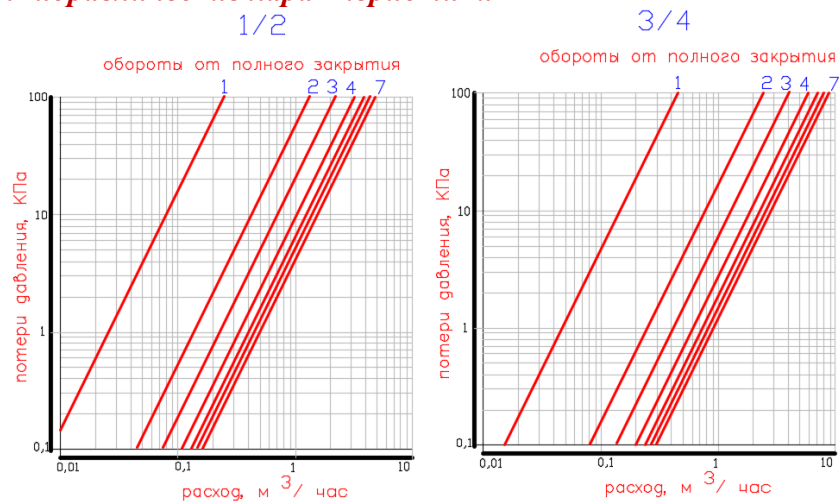 1/2
обороты от полного закрытия
1 2 3 4 7
100
10
1
0,1
потери давления, КПа
0,01 0,1 1 10
расход, м 3/ час
3/4
обороты от полного закрытия
1 2 3 4 7
100
10
1
0,1
потери давления, КПа
0,01 0,1 1 10
расход, м 3/ час